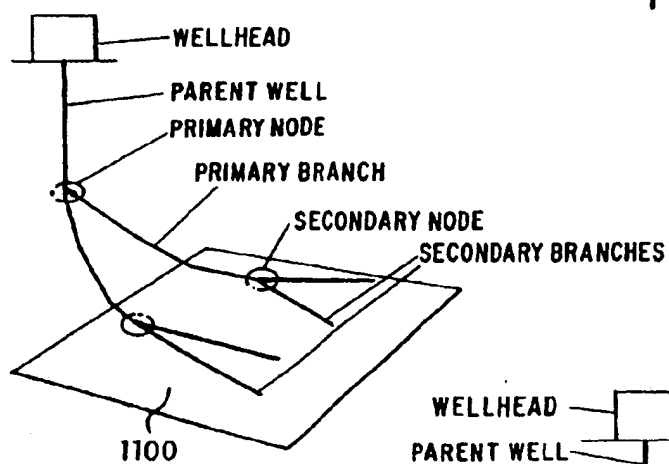 WELLHEAD
PARENT WELL
PRIMARY NODE
PRIMARY BRANCH
SECONDARY NODE
SECONDARY BRANCHES
1100
WELLHEAD
PARENT WELL